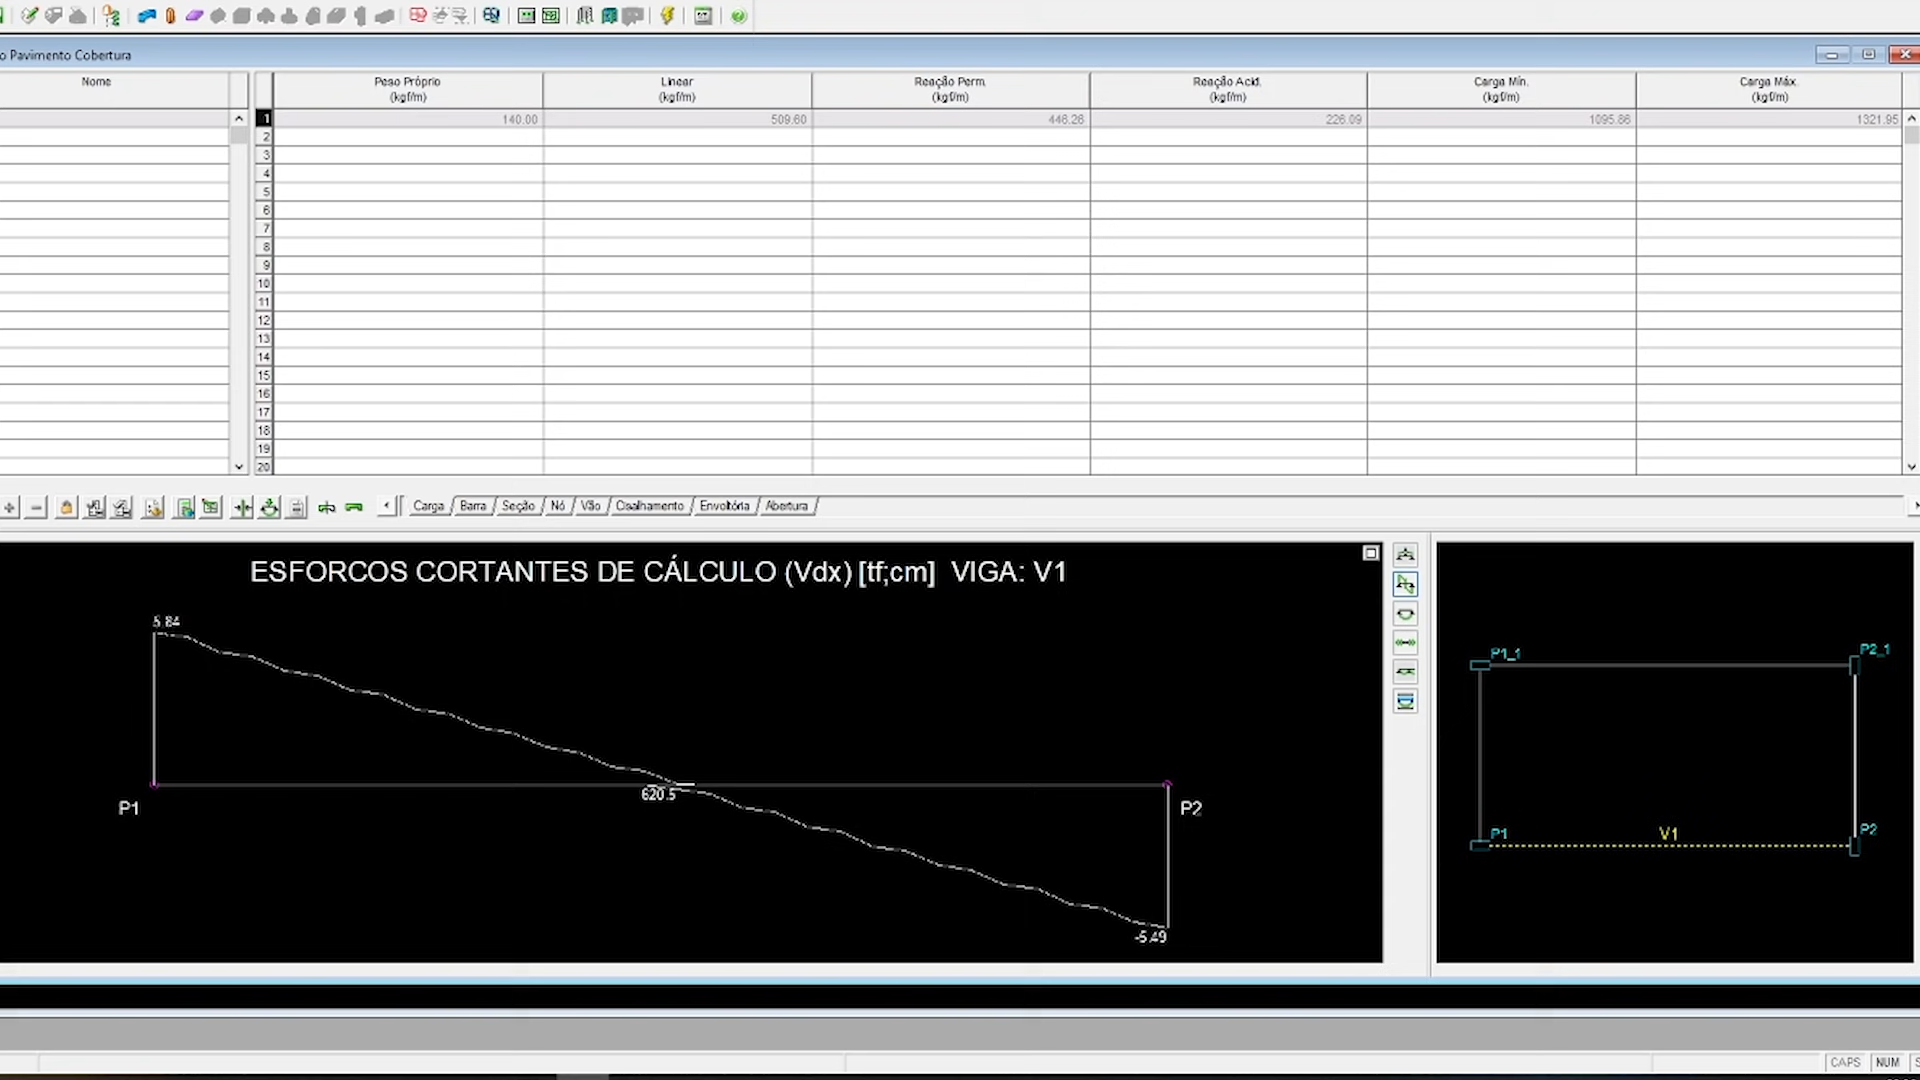 o Pavimento Cobertura
Nome
Peso Próprio
(kgf/m)
Linear
(kgf/m)
Reação Perm.
(kgf/m)
Reação Acid.
(kgf/m)
Carga Mín.
(kgf/m)
Carga Máx.
(kgf/m)
1 140.00 509.60 446.26 226.09 1095.86 1321.95
2
3
4
5
6
7
8
9
10
11
12
13
14
15
16
17
18
19
20
Carga Barra Seção Nó Vão Cisalhamento Envoltória Abertura
ESFORCOS CORTANTES DE CÁLCULO (Vdx) [tf;cm] VIGA: V1
5.84
620.5
P1
P2
-5.49
P1_1
P2_1
P1
V1
P2
CAPS NUM